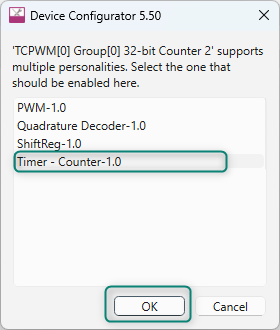 Device Configurator 5.50
'TCPWM[0] Group[0] 32-bit Counter 2' supports
multiple personalities. Select the one that
should be enabled here.
PWM-1.0
Quadrature Decoder-1.0
ShiftReg-1.0
Timer - Counter-1.0
OK
Cancel